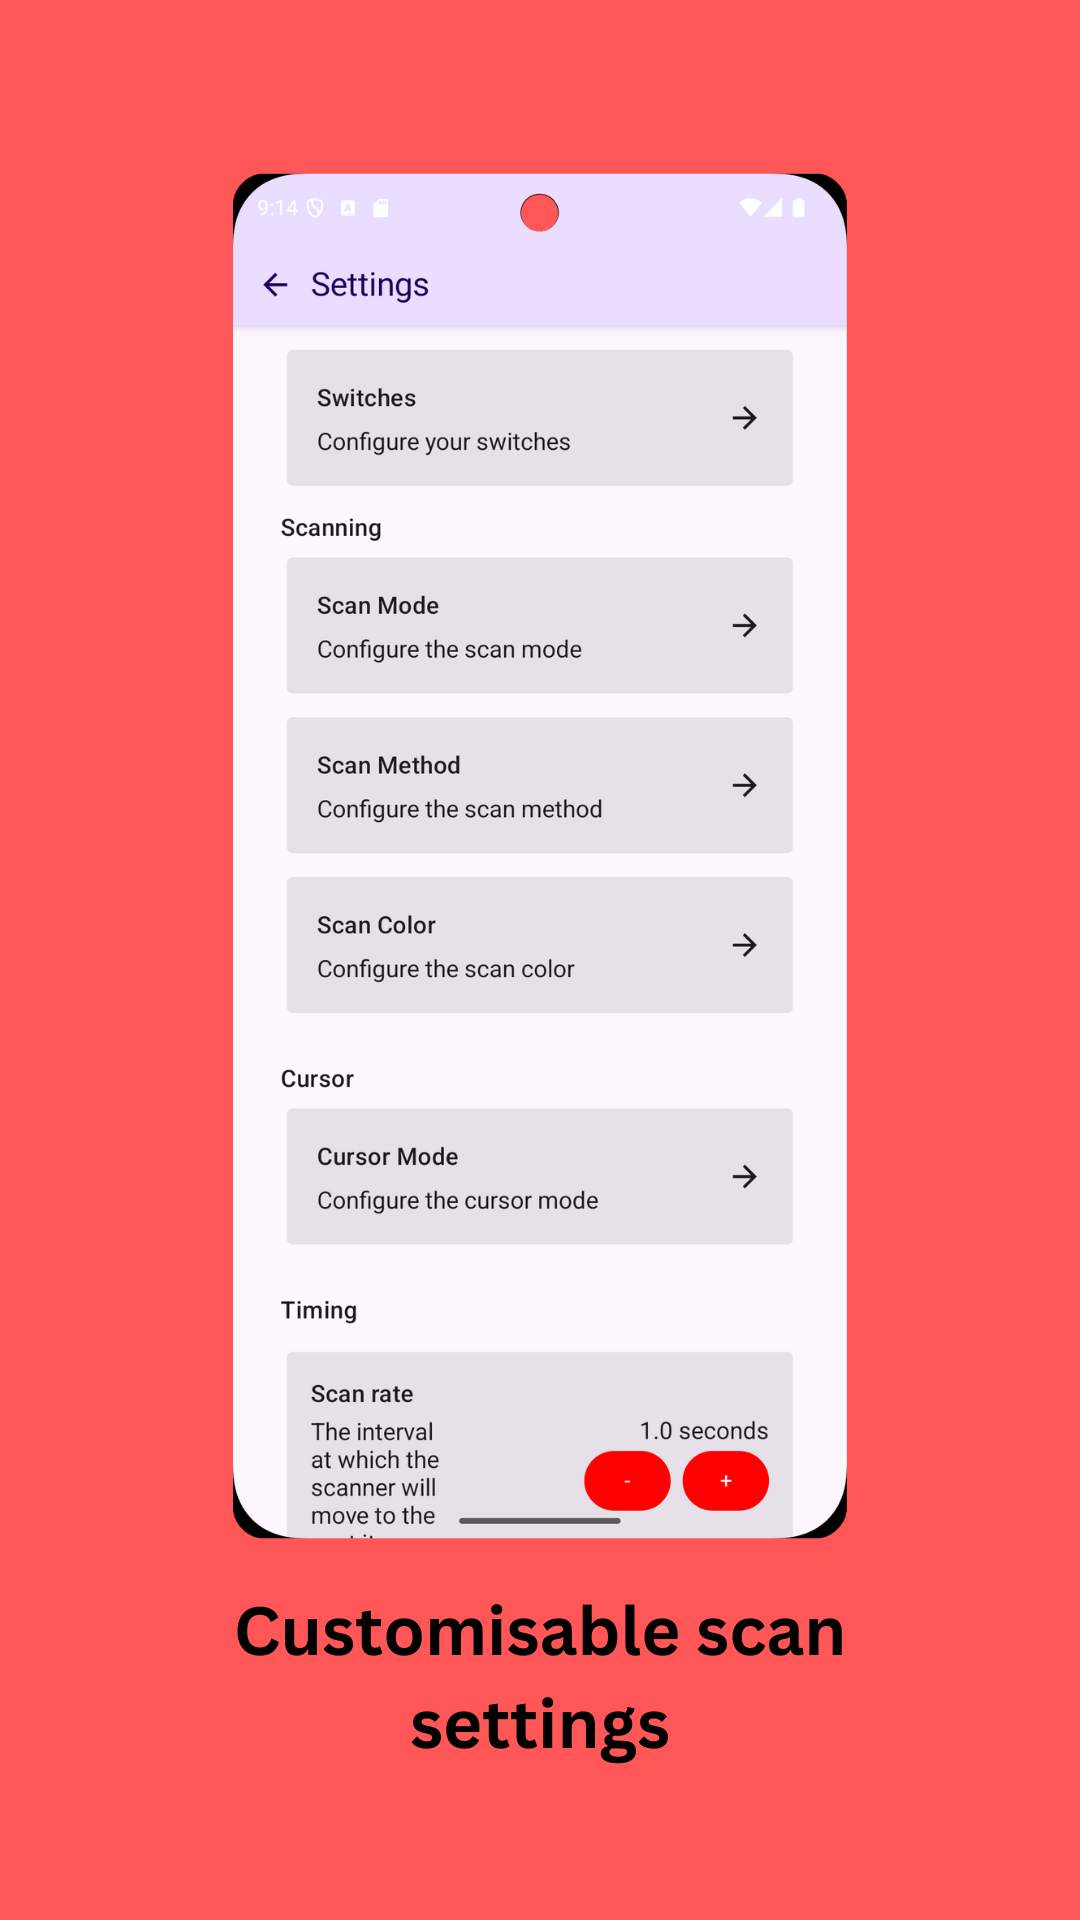 9:14
Settings
Switches
Configure your switches
Scanning
Scan Mode
Configure the scan mode
Scan Method
Configure the scan method
Scan Color
Configure the scan color
Cursor
Cursor Mode
Configure the cursor mode
Timing
Scan rate
The interval
at which the
scanner will
move to the
1.0 seconds
- +
Customisable scan
settings